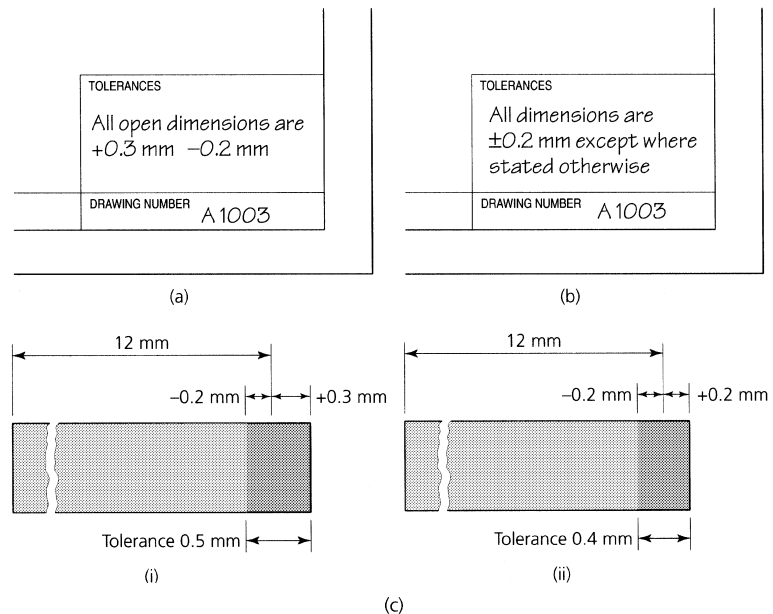 TOLERANCES
All open dimensions are
+0.3 mm −0.2 mm
DRAWING NUMBER A 1003
(a)
TOLERANCES
All dimensions are
±0.2 mm except where
stated otherwise
DRAWING NUMBER A 1003
(b)
12 mm
−0.2 mm +0.3 mm
Tolerance 0.5 mm
(i)
12 mm
−0.2 mm +0.2 mm
Tolerance 0.4 mm
(ii)
(c)